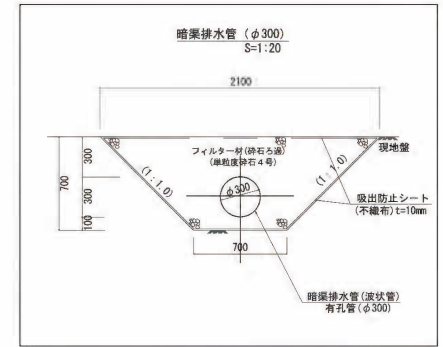 暗渠排水管（φ300）
S=1:20
2100
現地盤
フィルター材(砕石ろ過)
(単粒度砕石４号)
700
300
300
100
(1:1.0)
(1:1.0)
φ300
吸出防止シート
(不織布)t=10mm
700
暗渠排水管(波状管)
有孔管(φ300)